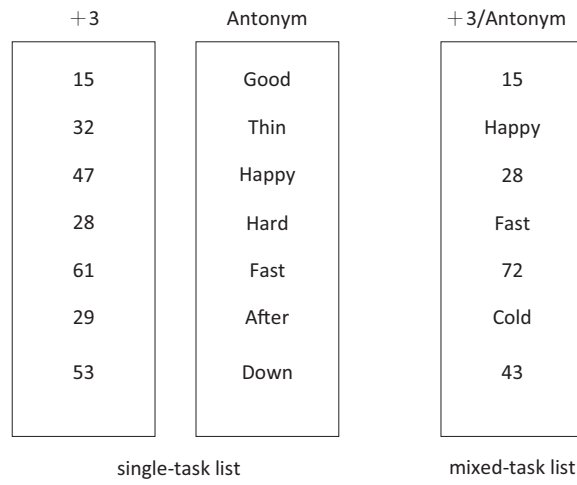 +3 Antonym +3/Antonym
15 Good 15
32 Thin Happy
47 Happy 28
28 Hard Fast
61 Fast 72
29 After Cold
53 Down 43
single-task list mixed-task list